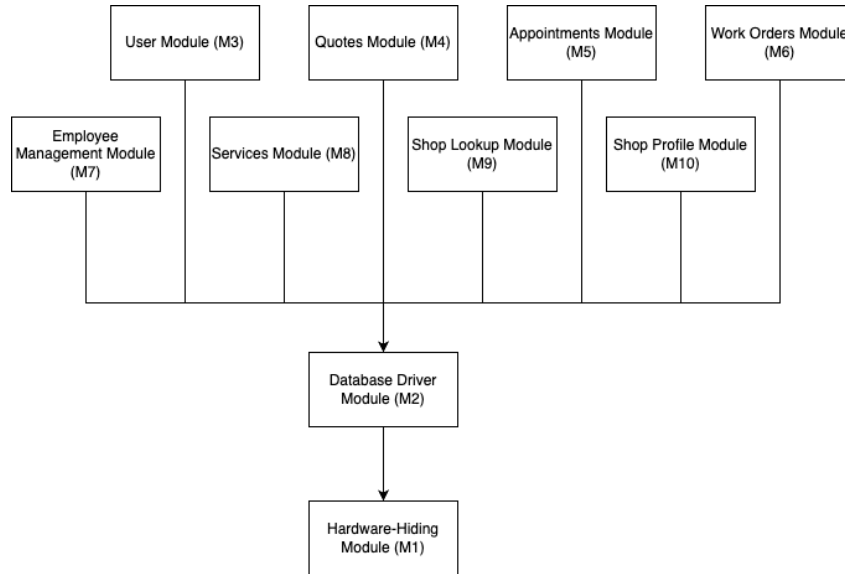 User Module (M3)
Quotes Module (M4)
Appointments Module
(M5)
Work Orders Module
(M6)
Employee
Management Module
(M7)
Services Module (M8)
Shop Lookup Module
(M9)
Shop Profile Module
(M10)
Database Driver
Module (M2)
Hardware-Hiding
Module (M1)